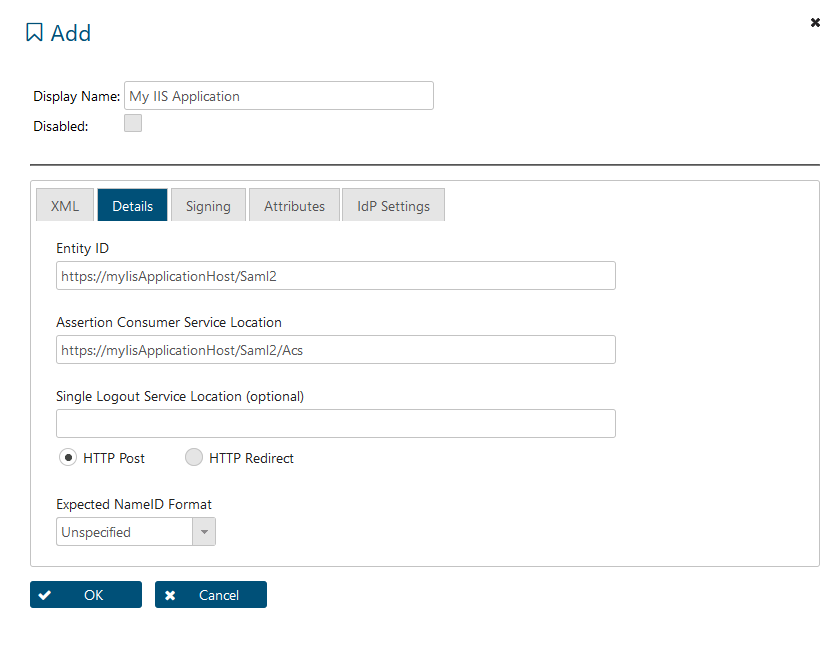 Add
Display Name: My IIS Application
Disabled:
XML Details Signing Attributes IdP Settings
Entity ID
https://myIisApplicationHost/Saml2
Assertion Consumer Service Location
https://myIisApplicationHost/Saml2/Acs
Single Logout Service Location (optional)
HTTP Post HTTP Redirect
Expected NameID Format
Unspecified
OK Cancel